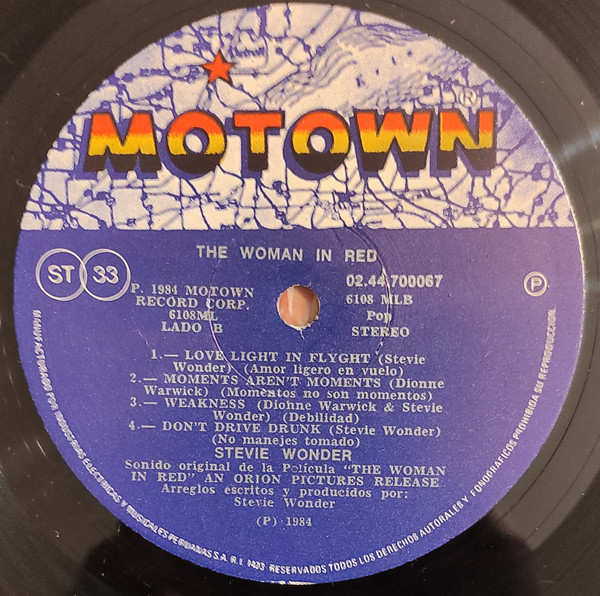 Detroit
MOTOWN ®
THE WOMAN IN RED
ST 33
P. 1984 MOTOWN
RECORD CORP.
6108ML
LADO B
02.44.700067
6108 MLB
Pop
STEREO
P
1.— LOVE LIGHT IN FLYGHT (Stevie
Wonder) (Amor ligero en vuelo)
2.— MOMENTS AREN'T MOMENTS (Dionne
Warwick) (Momentos no son momentos)
3.— WEAKNESS (Dionne Warwick & Stevie
Wonder) (Debilidad)
4.— DON'T DRIVE DRUNK (Stevie Wonder)
(No manejes tomado)
STEVIE WONDER
Sonido original de la Película "THE WOMAN
IN RED" AN ORION PICTURES RELEASE
Arreglos escritos y producidos por:
Stevie Wonder
(P) 1984
MANUFACTURADO POR INDUSTRIAS ELECTRICAS Y MUSICALES PERUANAS S.A. R.I. 1493 RESERVADOS TODOS LOS DERECHOS AUTORALES Y FONOGRAFICOS PROHIBIDA SU REPRODUCCION